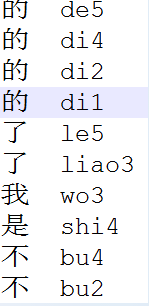 的 de5
的 di4
的 di2
的 di1
了 le5
了 liao3
我 wo3
是 shi4
不 bu4
不 bu2